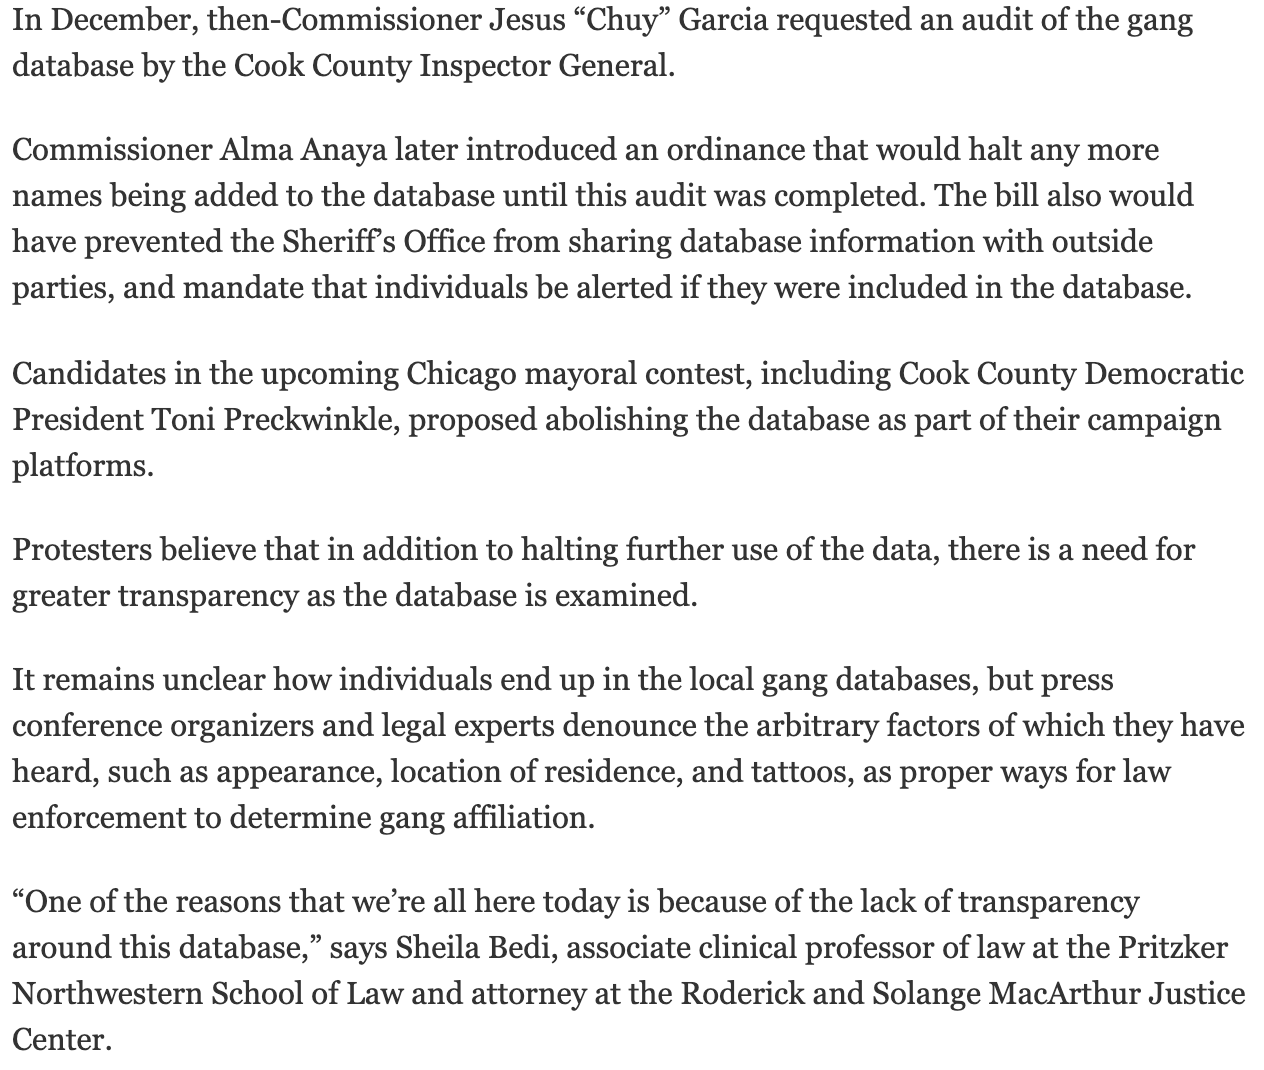 In December, then-Commissioner Jesus “Chuy” Garcia requested an audit of the gang
database by the Cook County Inspector General.
Commissioner Alma Anaya later introduced an ordinance that would halt any more
names being added to the database until this audit was completed. The bill also would
have prevented the Sheriff’s Office from sharing database information with outside
parties, and mandate that individuals be alerted if they were included in the database.
Candidates in the upcoming Chicago mayoral contest, including Cook County Democratic
President Toni Preckwinkle, proposed abolishing the database as part of their campaign
platforms.
Protesters believe that in addition to halting further use of the data, there is a need for
greater transparency as the database is examined.
It remains unclear how individuals end up in the local gang databases, but press
conference organizers and legal experts denounce the arbitrary factors of which they have
heard, such as appearance, location of residence, and tattoos, as proper ways for law
enforcement to determine gang affiliation.
“One of the reasons that we’re all here today is because of the lack of transparency
around this database,” says Sheila Bedi, associate clinical professor of law at the Pritzker
Northwestern School of Law and attorney at the Roderick and Solange MacArthur Justice
Center.